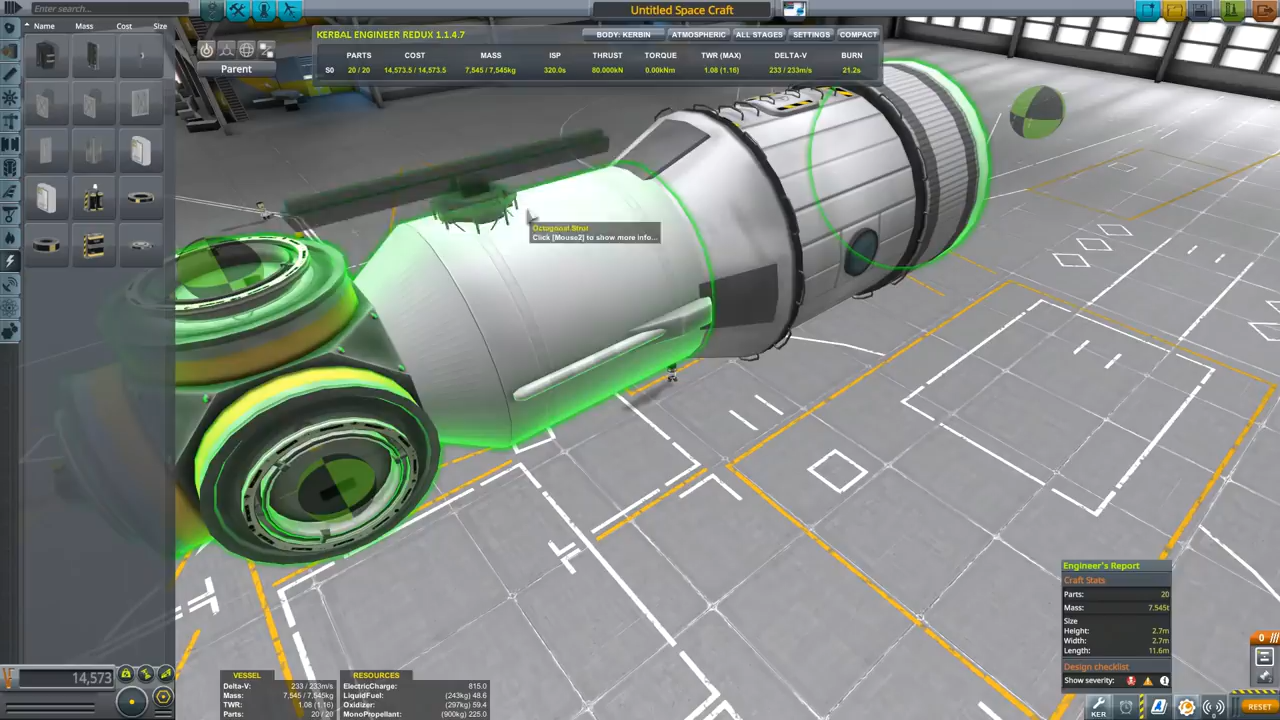 Enter search...
Untitled Space Craft
Name Mass Cost Size
Parent
KERBAL ENGINEER REDUX 1.1.4.7
BODY: KERBIN ATMOSPHERIC ALL STAGES SETTINGS COMPACT
PARTS COST MASS ISP THRUST TORQUE TWR (MAX) DELTA-V BURN
S0 20 / 20 14,573.5 / 14,573.5 7,545 / 7,545kg 320.0s 80.000kN 0.00kNm 1.08 (1.16) 233 / 233m/s 21.2s
Octagonal Strut
Click [Mouse2] to show more info...
Engineer's Report
Craft Stats
Parts: 20
Mass: 7.545t
Size
Height: 2.7m
Width: 2.7m
Length: 11.6m
Design checklist
Show severity:
0
14,573
VESSEL
Delta-V: 233 / 233m/s
Mass: 7,545 / 7,545kg
TWR: 1.08 (1.16)
Parts: 20 / 20
RESOURCES
ElectricCharge: 815.0
LiquidFuel: (243kg) 48.6
Oxidizer: (297kg) 59.4
MonoPropellant: (900kg) 225.0
KER
RESET